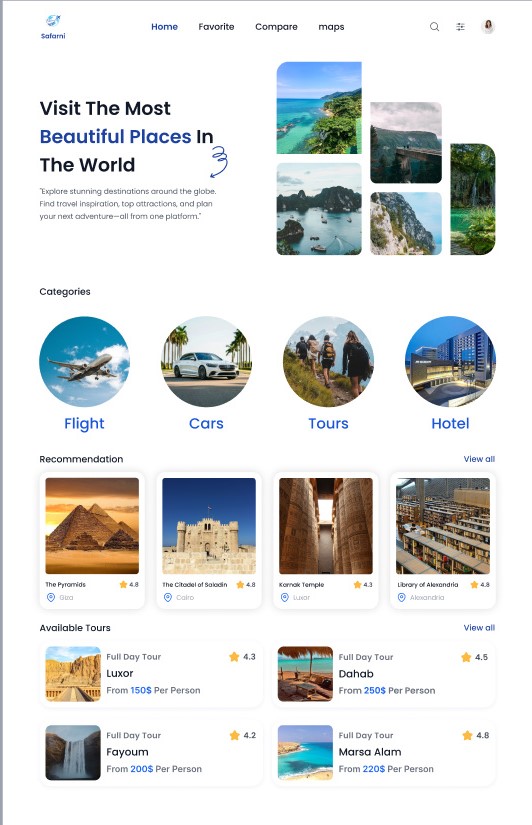 Safarni
Home Favorite Compare maps
Visit The Most
Beautiful Places In
The World
"Explore stunning destinations around the globe.
Find travel inspiration, top attractions, and plan
your next adventure—all from one platform."
Categories
Flight Cars Tours Hotel
Recommendation View all
The Pyramids 4.8
Giza
The Citadel of Saladin 4.8
Cairo
Karnak Temple 4.3
Luxor
Library of Alexandria 4.8
Alexandria
Available Tours View all
Full Day Tour 4.3
Luxor
From 150$ Per Person
Full Day Tour 4.5
Dahab
From 250$ Per Person
Full Day Tour 4.2
Fayoum
From 200$ Per Person
Full Day Tour 4.8
Marsa Alam
From 220$ Per Person